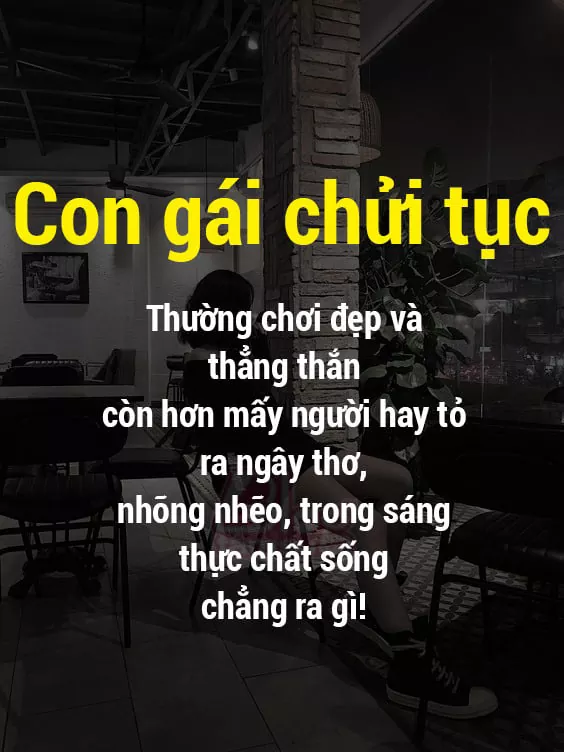 Con gái chửi tục
Thường chơi đẹp và
thẳng thắn
còn hơn mấy người hay tỏ
ra ngây thơ,
nhõng nhẽo, trong sáng
thực chất sống
chẳng ra gì!